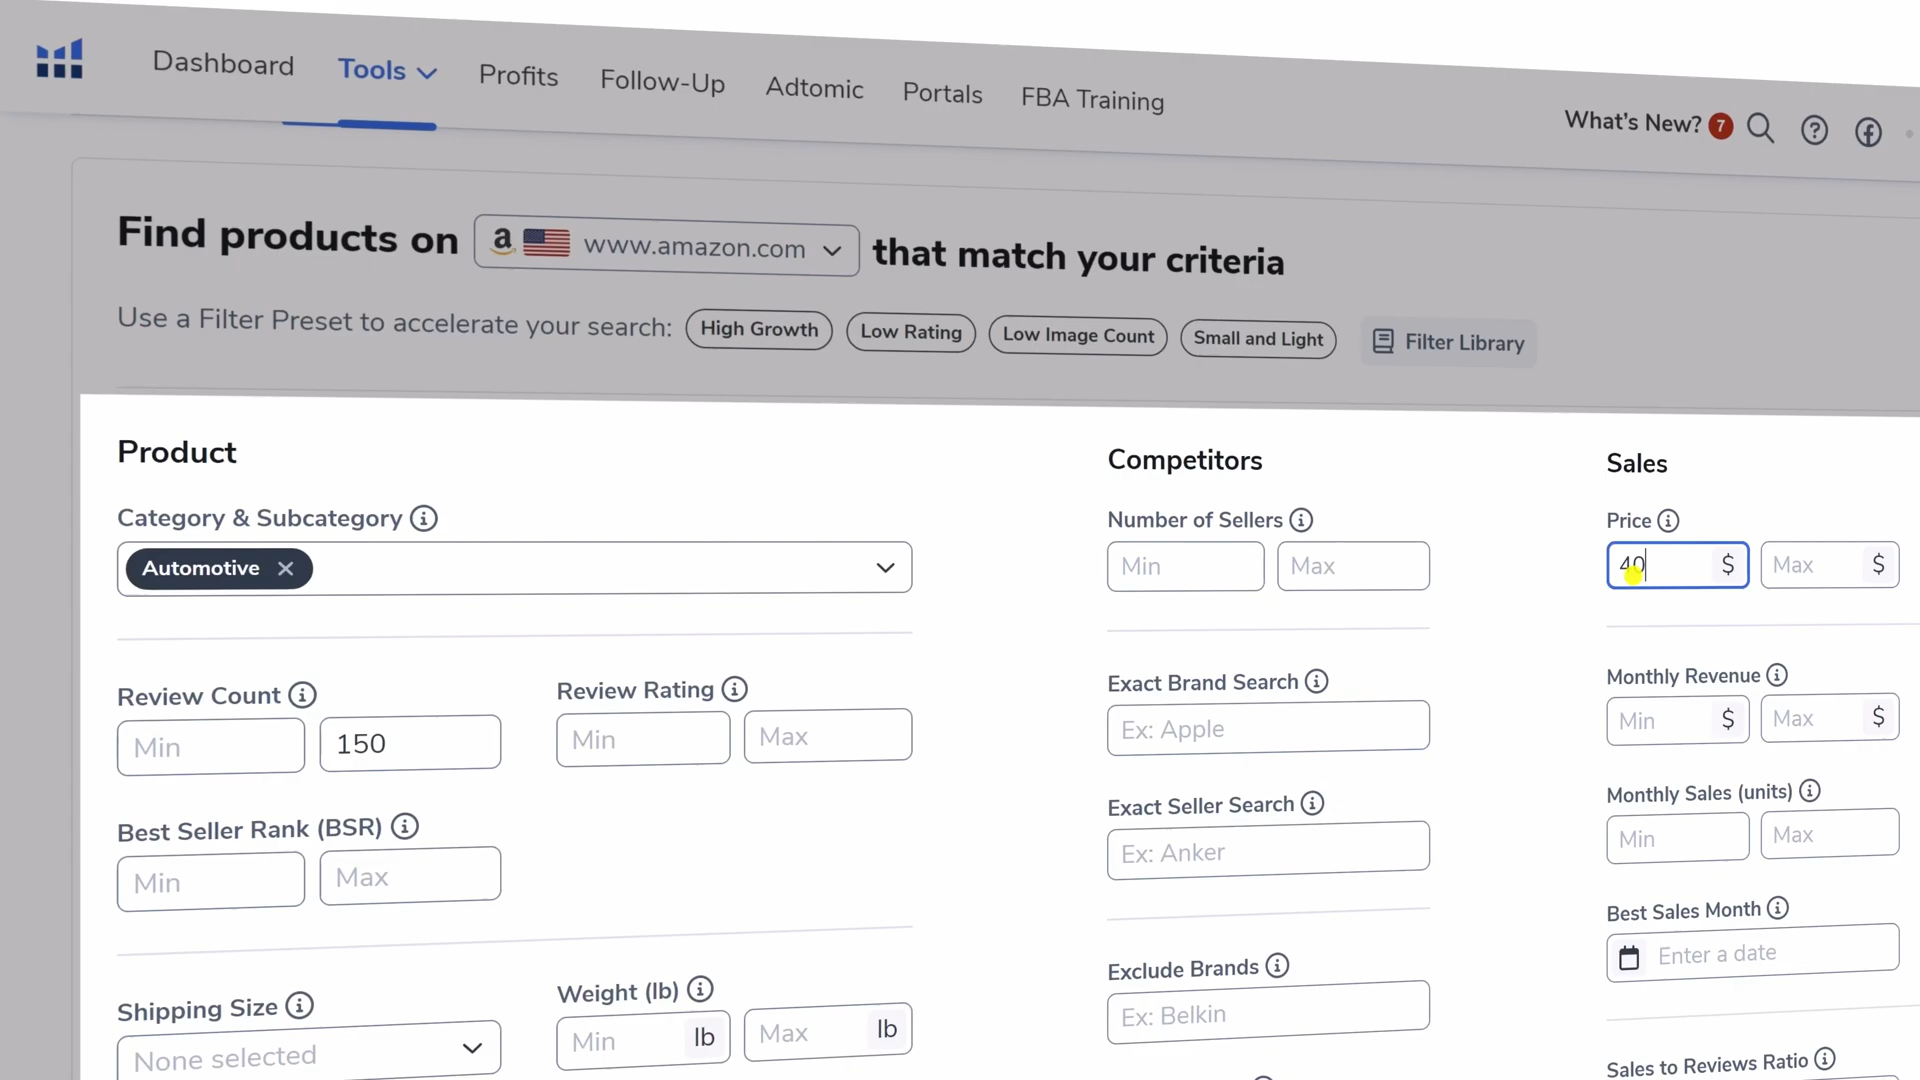 Dashboard
Tools
Profits
Follow-Up
Adtomic
Portals
FBA Training
What's New? 7
Find products on a www.amazon.com that match your criteria
Use a Filter Preset to accelerate your search: High Growth Low Rating Low Image Count Small and Light Filter Library
Product
Category & Subcategory
Automotive
Review Count
Min
150
Review Rating
Min
Max
Best Seller Rank (BSR)
Min
Max
Shipping Size
None selected
Weight (lb)
Min lb
Max lb
Competitors
Number of Sellers
Min
Max
Exact Brand Search
Ex: Apple
Exact Seller Search
Ex: Anker
Exclude Brands
Ex: Belkin
Sales
Price
40 $
Max $
Monthly Revenue
Min $
Max $
Monthly Sales (units)
Min
Max
Best Sales Month
Enter a date
Sales to Reviews Ratio